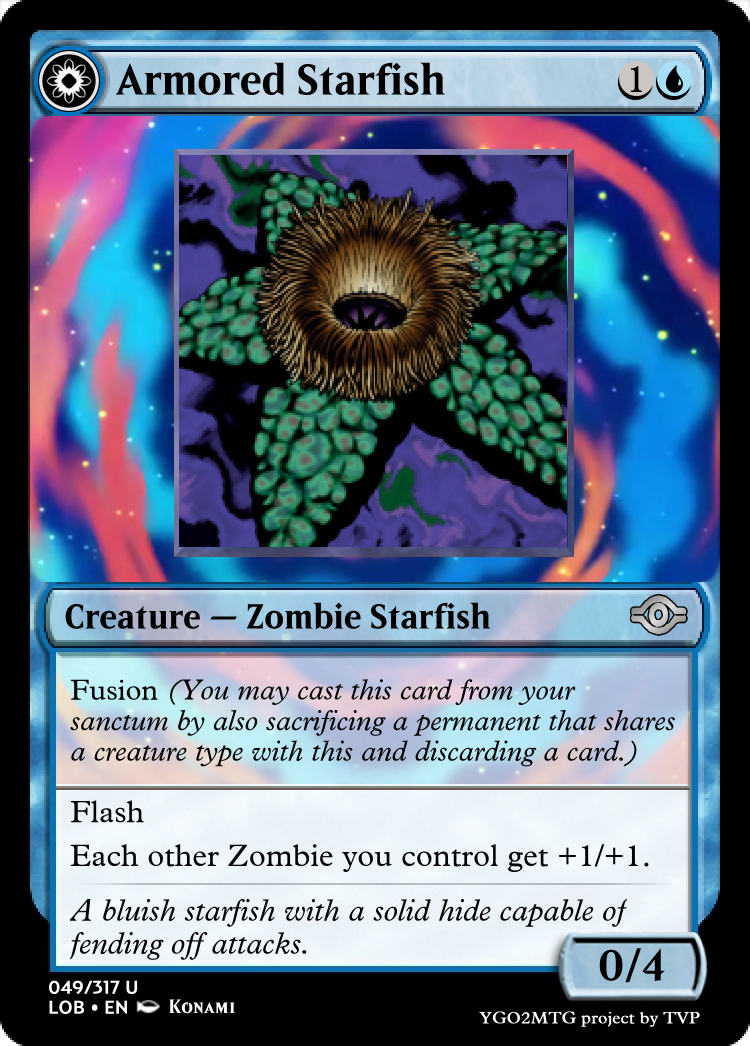 Armored Starfish
1
Creature — Zombie Starfish
Fusion (You may cast this card from your
sanctum by also sacrificing a permanent that shares
a creature type with this and discarding a card.)
Flash
Each other Zombie you control get +1/+1.
A bluish starfish with a solid hide capable of
fending off attacks.
0/4
049/317 U
LOB • EN Konami
YGO2MTG project by TVP